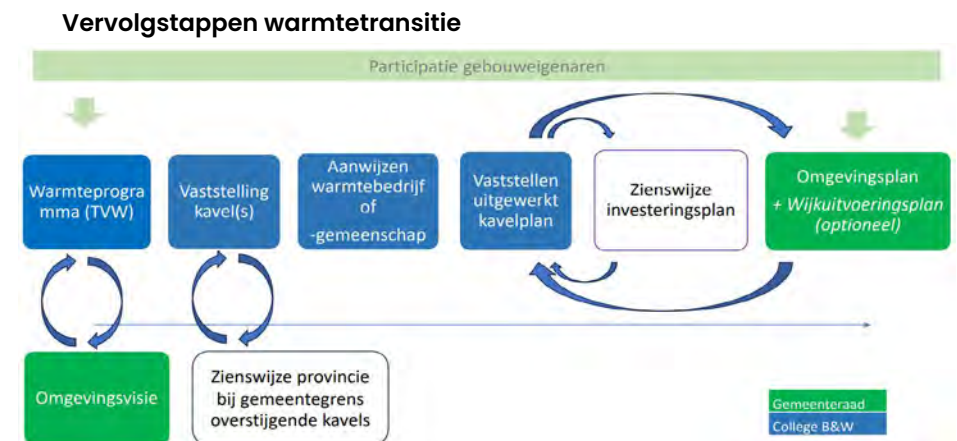 Vervolgstappen warmtetransitie
Participatie gebouweigenaren
Warmteprogra
mma (TVW)
Vaststelling
kavel(s)
Aanwijzen
warmtebedrijf
of
-gemeenschap
Vaststellen
uitgewerkt
kavelplan
Zienswijze
investeringsplan
Omgevingsplan
+ Wijkuitvoeringsplan
(optioneel)
Omgevingsvisie
Zienswijze provincie
bij gemeentegrens
overstijgende kavels
Gemeenteraad
College B&W